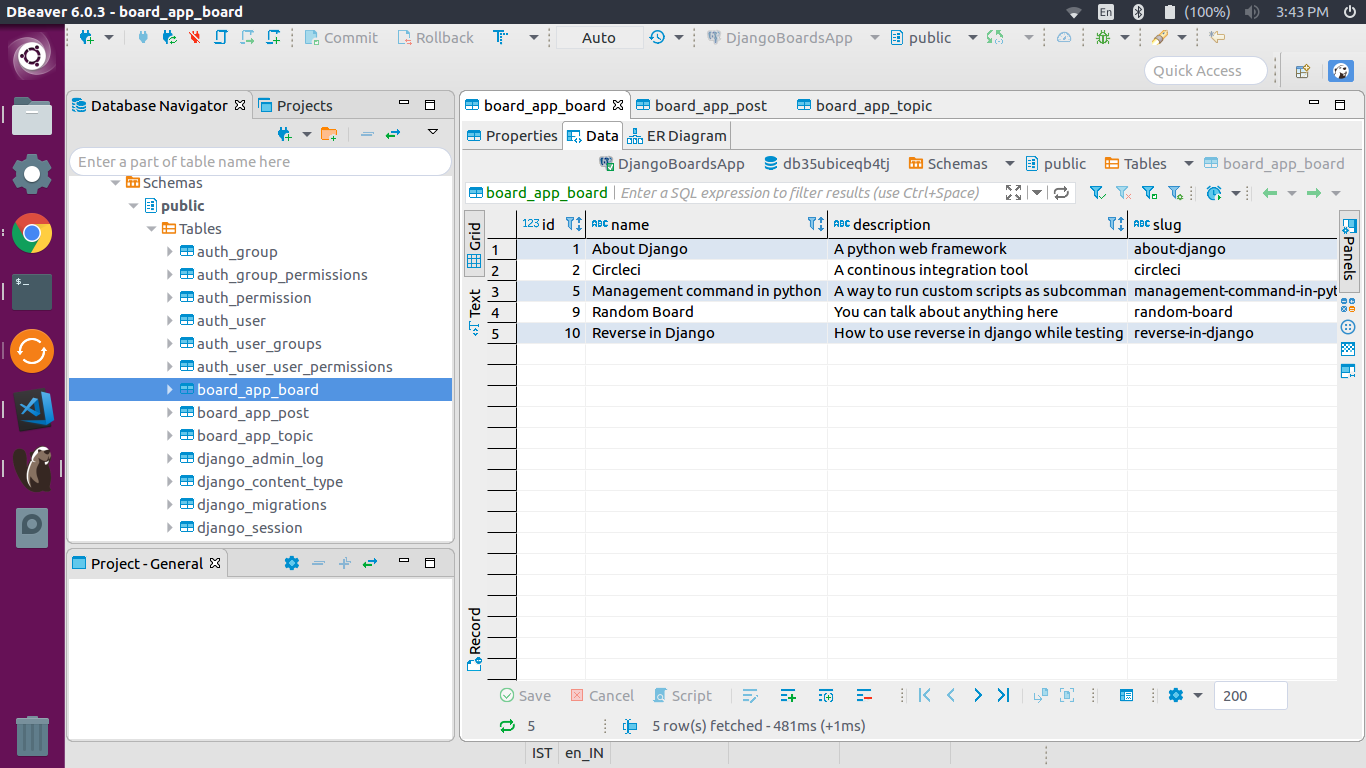 DBeaver 6.0.3 - board_app_board En (100%) 3:43 PM
Commit Rollback Auto DjangoBoardsApp public
Quick Access
Database Navigator Projects
Enter a part of table name here
Schemas
public
Tables
auth_group
auth_group_permissions
auth_permission
auth_user
auth_user_groups
auth_user_user_permissions
board_app_board
board_app_post
board_app_topic
django_admin_log
django_content_type
django_migrations
django_session
Project - General
board_app_board board_app_post board_app_topic
Properties Data ER Diagram
DjangoBoardsApp db35ubiceqb4tj Schemas public Tables board_app_board
board_app_board Enter a SQL expression to filter results (use Ctrl+Space)
Grid
Text
Record
Panels
123 id ABC name ABC description ABC slug
1 1 About Django A python web framework about-django
2 2 Circleci A continous integration tool circleci
3 5 Management command in python A way to run custom scripts as subcomman management-command-in-pyt
4 9 Random Board You can talk about anything here random-board
5 10 Reverse in Django How to use reverse in django while testing reverse-in-django
Save Cancel Script 200
5 5 row(s) fetched - 481ms (+1ms)
IST en_IN